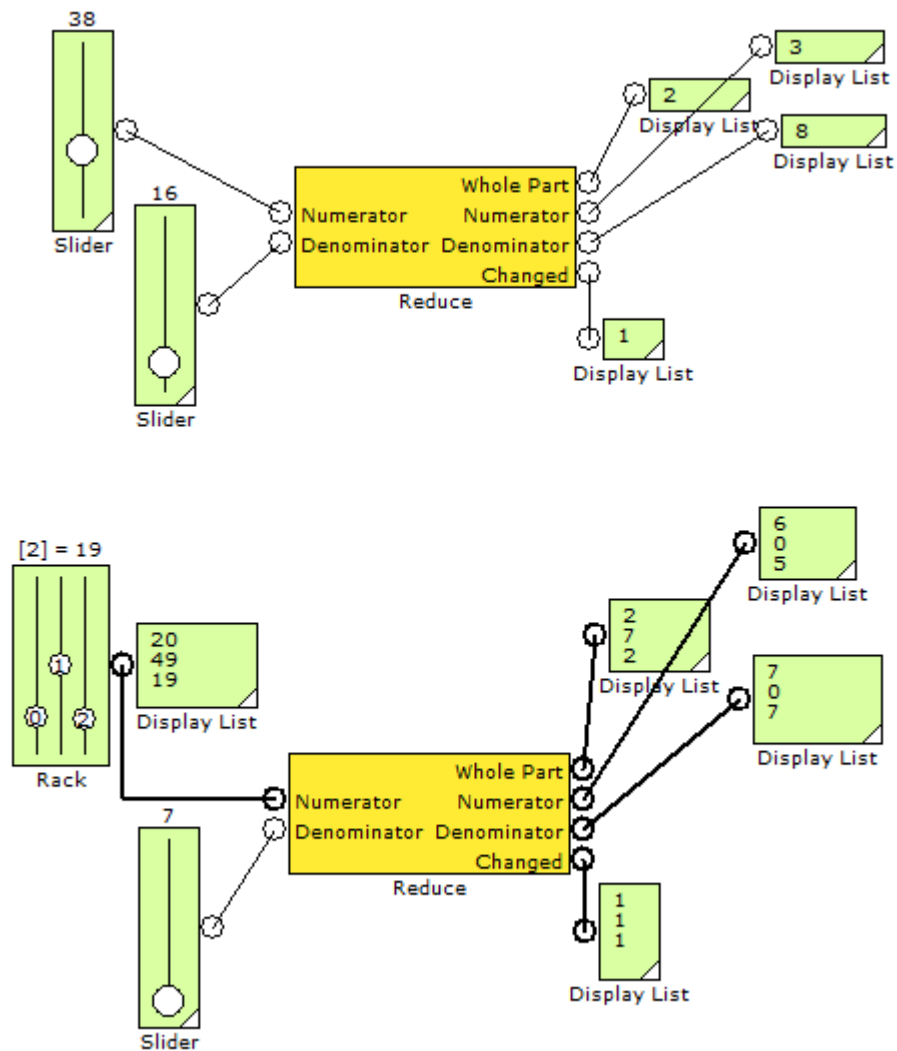 38
Slider
16
Slider
Numerator
Denominator
Whole Part
Numerator
Denominator
Changed
Reduce
2
Display List
3
Display List
8
Display List
1
Display List
[2] = 19
0
1
2
Rack
20
49
19
Display List
7
Slider
Numerator
Denominator
Whole Part
Numerator
Denominator
Changed
Reduce
2
7
2
Display List
6
0
5
Display List
7
0
7
Display List
1
1
1
Display List